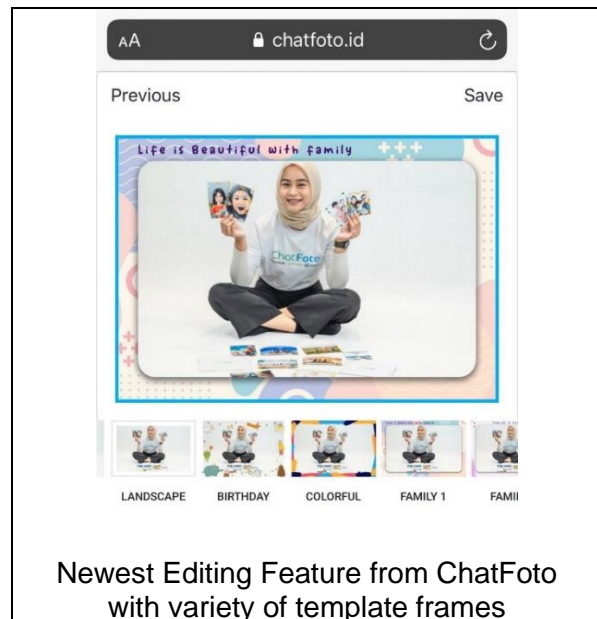 AA chatfoto.id
Previous Save
Life is Beautiful with family
ChatFoto
LANDSCAPE BIRTHDAY COLORFUL FAMILY 1 FAMI
Newest Editing Feature from ChatFoto
with variety of template frames